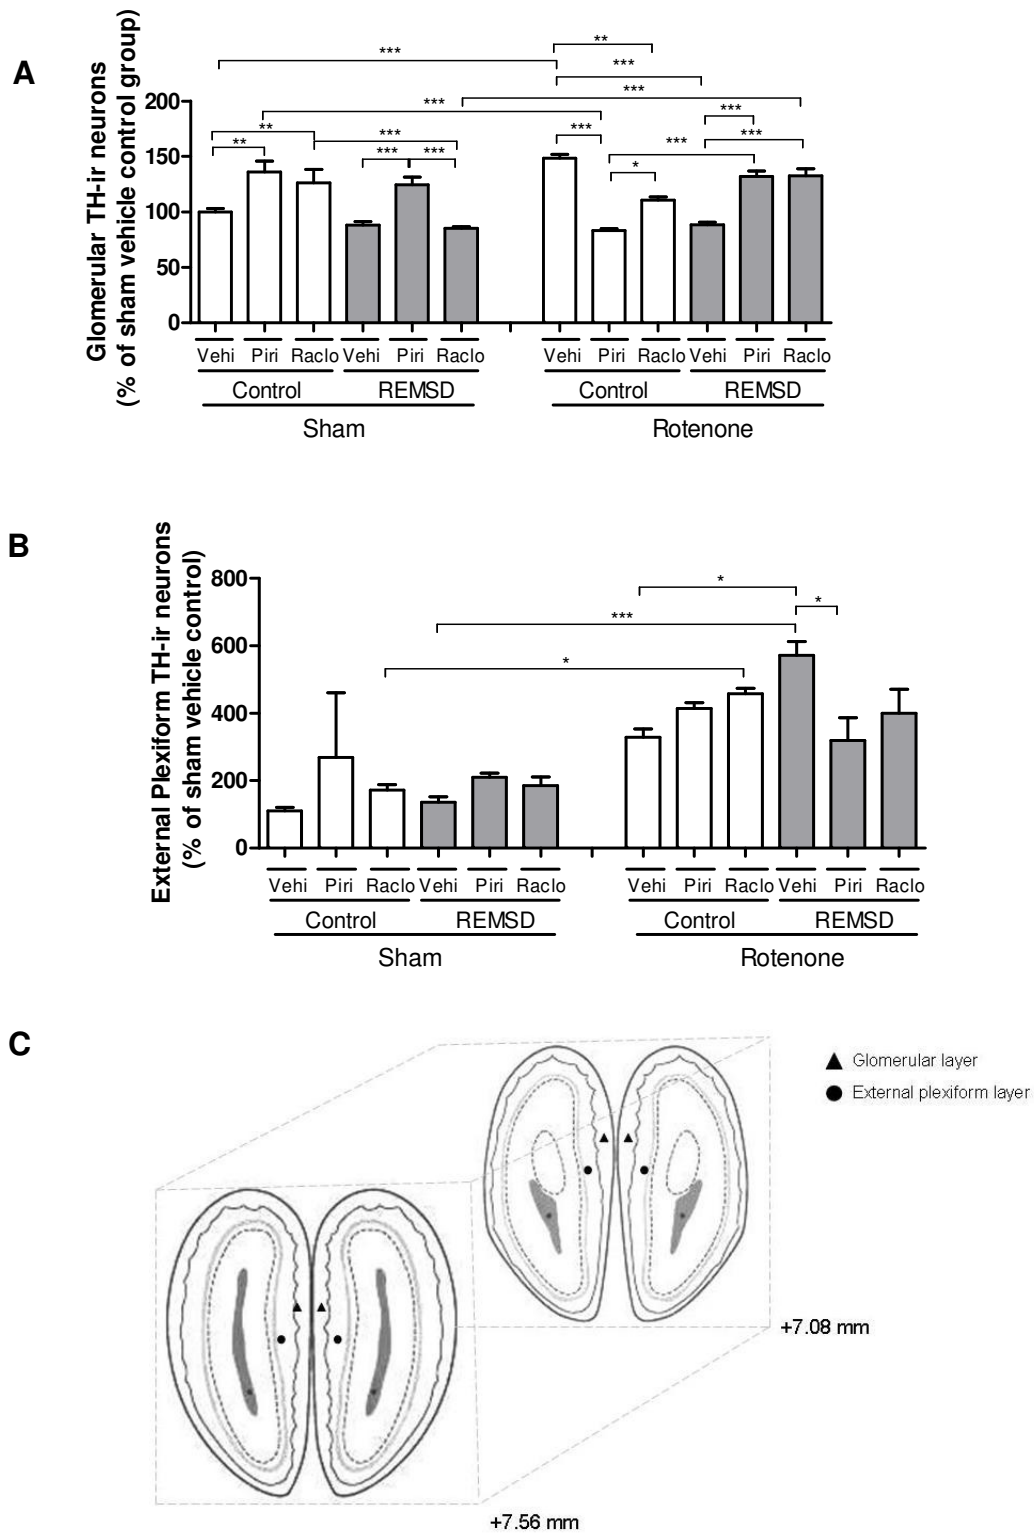 A
Glomerular TH-ir neurons
(% of sham vehicle control group)
200
150
100
50
0
***
**
***
***
***
**
**
***
***
***
***
***
***
***
*
***
Vehi Piri Raclo Vehi Piri Raclo Vehi Piri Raclo Vehi Piri Raclo
Control REMSD Control REMSD
Sham Rotenone
B
External Plexiform TH-ir neurons
(% of sham vehicle control)
800
600
400
200
0
*
*
***
*
Vehi Piri Raclo Vehi Piri Raclo Vehi Piri Raclo Vehi Piri Raclo
Control REMSD Control REMSD
Sham Rotenone
C
Glomerular layer
External plexiform layer
+7.08 mm
+7.56 mm